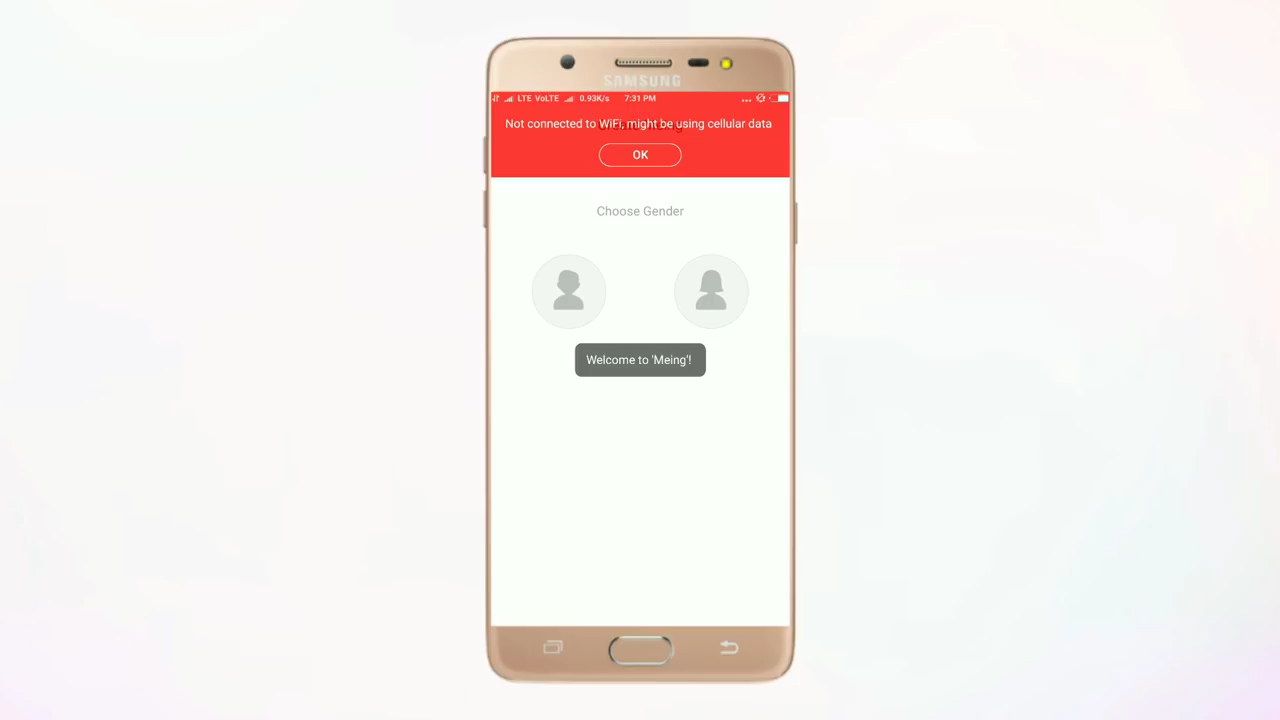 SAMSUNG
LTE VoLTE 0.93K/s 7:31 PM ...
Not connected to WiFi, might be using cellular data
OK
Choose Gender
Welcome to 'Meing'!